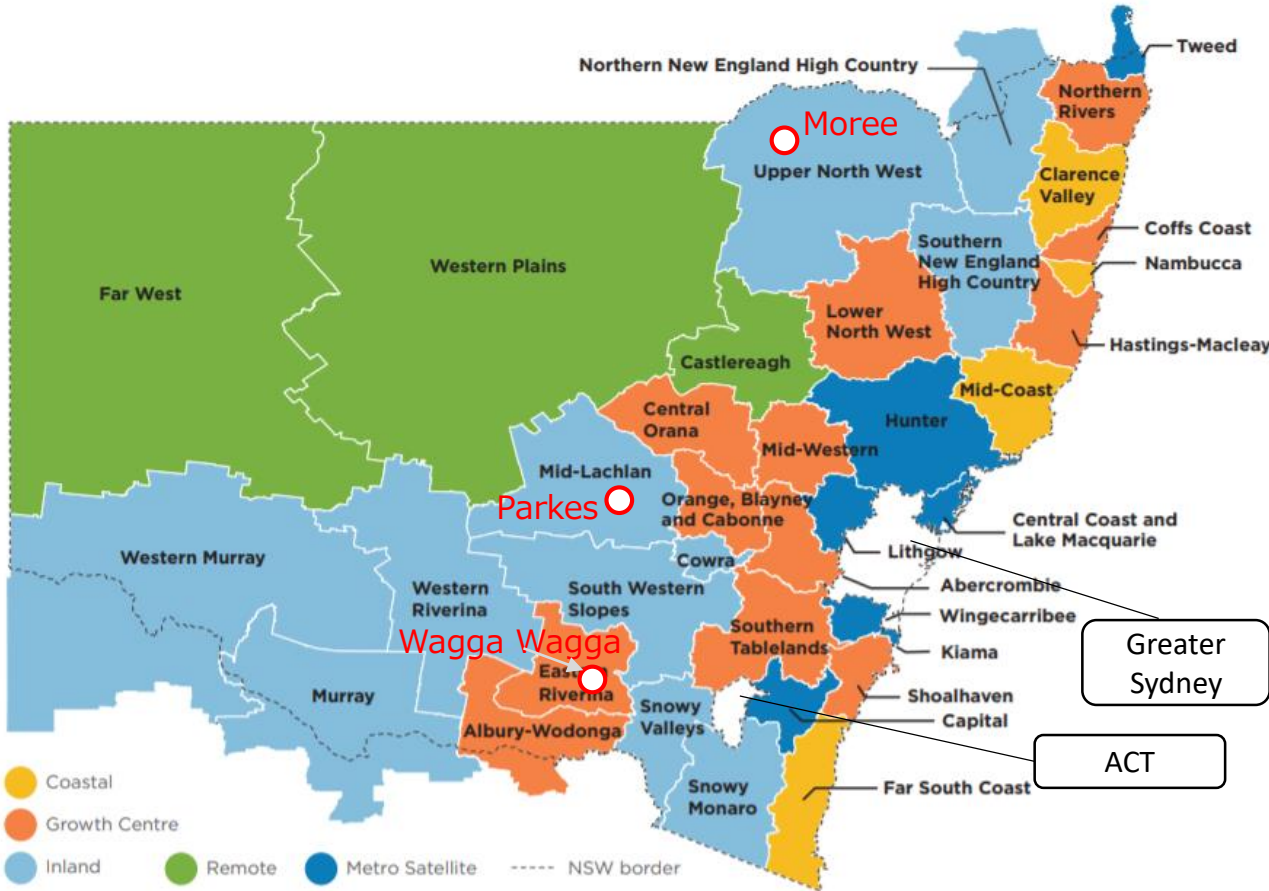 Tweed
Northern New England High Country
Northern
Rivers
Moree
Upper North West
Clarence
Valley
Coffs Coast
Southern
New England
High Country
Nambucca
Western Plains
Far West
Lower
North West
Hastings-Macleay
Castlereagh
Mid-Coast
Central
Orana
Hunter
Mid-Western
Mid-Lachlan
Parkes
Orange, Blayney
and Cabonne
Central Coast and
Lake Macquarie
Lithgow
Western Murray
Cowra
Abercrombie
Western
Riverina
South Western
Slopes
Wingecarribee
Southern
Tablelands
Kiama
Greater
Sydney
Wagga Wagga
Eastern
Riverina
Murray
Snowy
Valleys
Shoalhaven
Capital
Albury-Wodonga
ACT
Snowy
Monaro
Far South Coast
Coastal
Growth Centre
Inland
Remote
Metro Satellite
NSW border